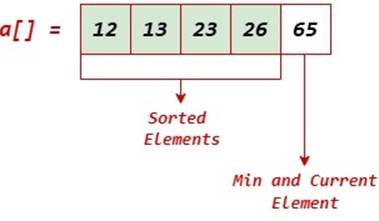 a[] = 12 13 23 26 65
Sorted
Elements
Min and Current
Element